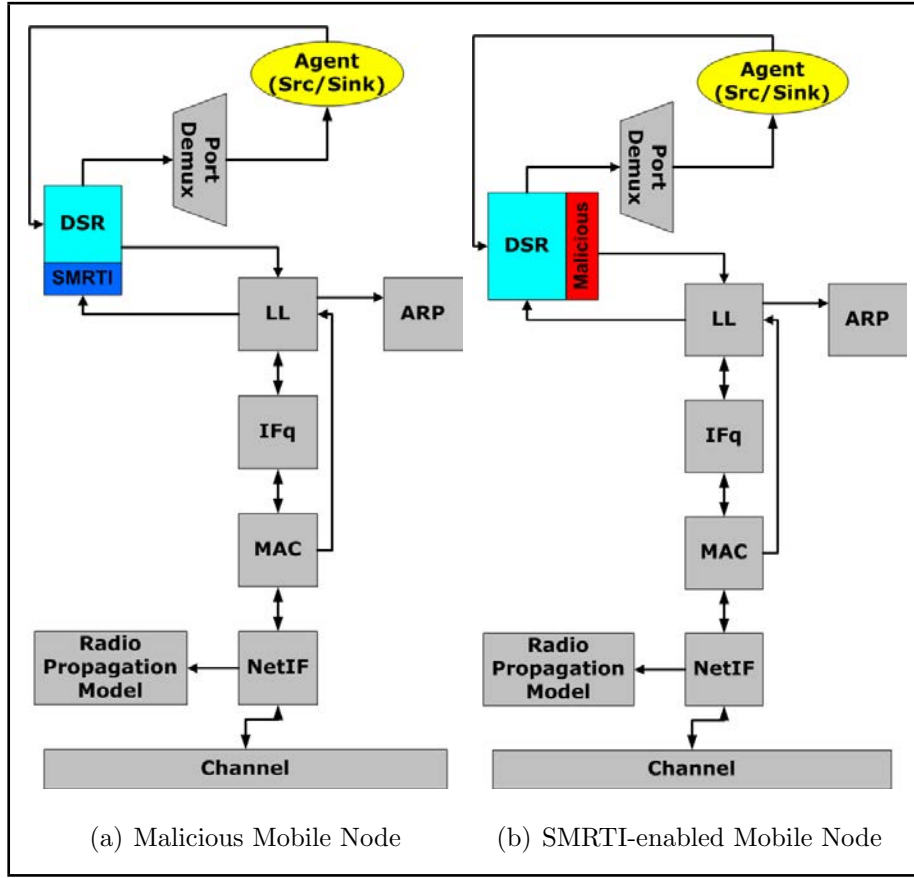 Agent
(Src/Sink)
Port
Demux
DSR
SMRTI
LL
ARP
IFq
MAC
Radio
Propagation
Model
NetIF
Channel
(a) Malicious Mobile Node
Agent
(Src/Sink)
Port
Demux
DSR
Malicious
LL
ARP
IFq
MAC
Radio
Propagation
Model
NetIF
Channel
(b) SMRTI-enabled Mobile Node